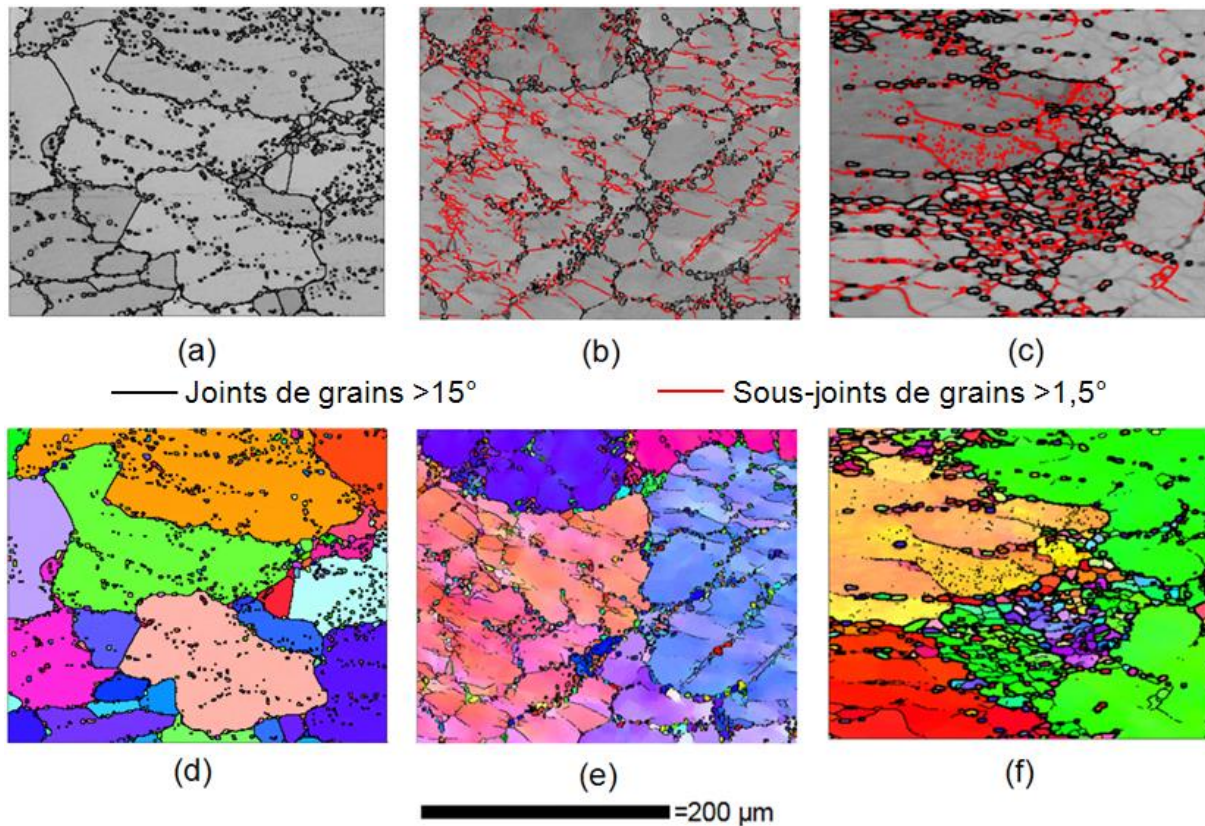 (a)
(b)
(c)
Joints de grains >15°
Sous-joints de grains >1,5°
(d)
(e)
(f)
=200 µm